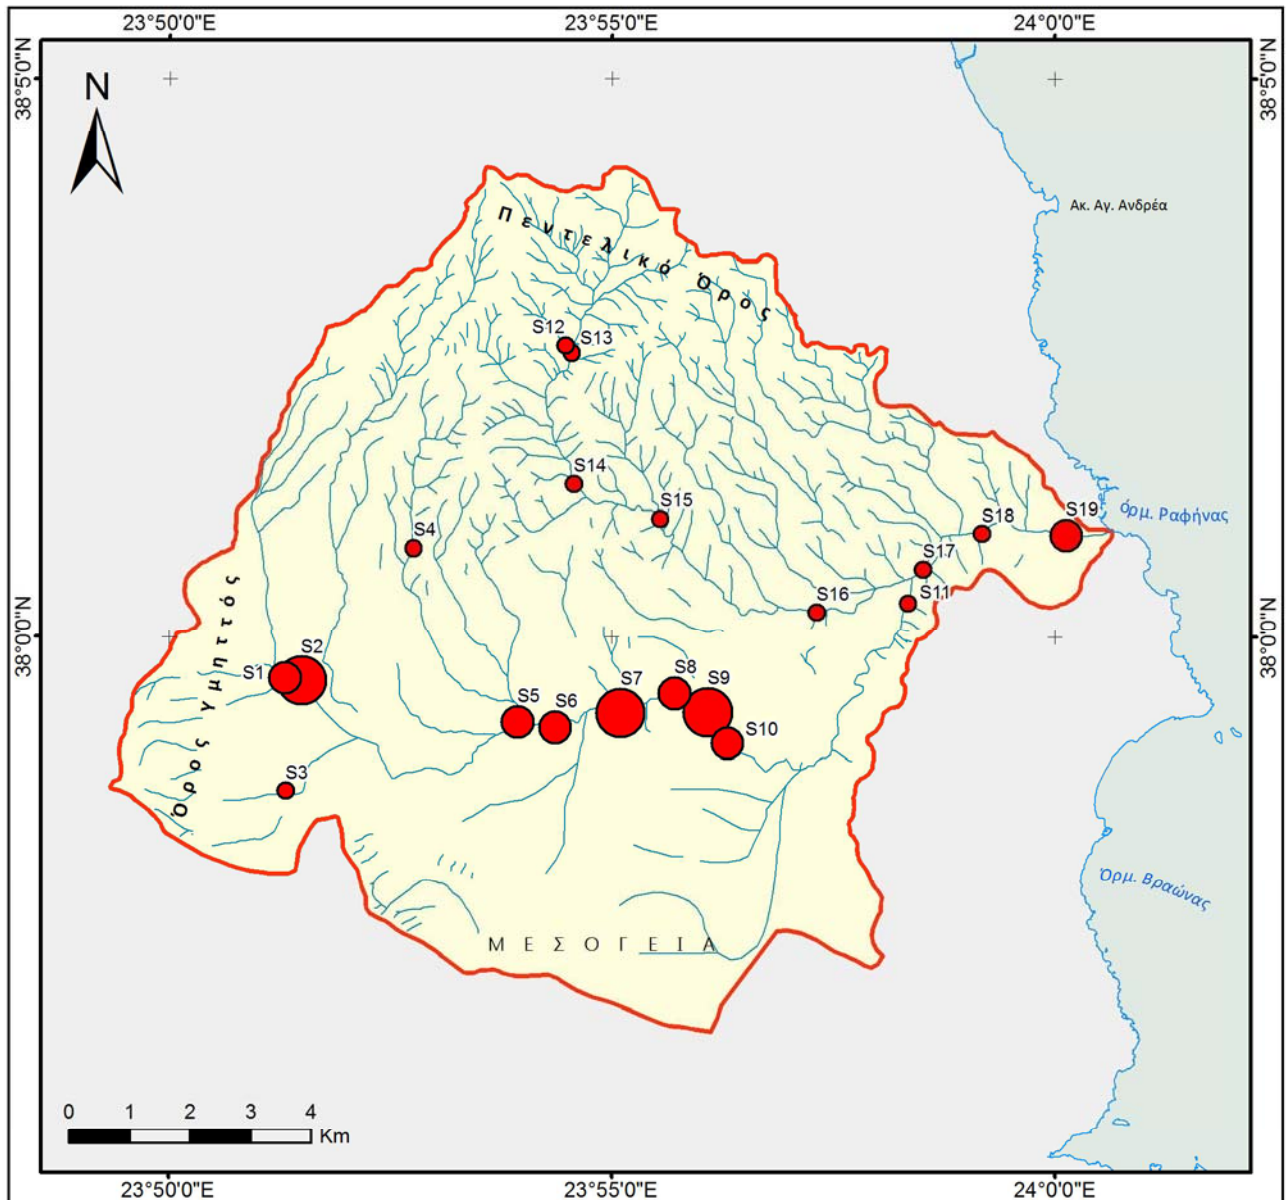 23°50'0"E
23°55'0"E
24°0'0"E
38°5'0"N
38°5'0"N
N
Ακ. Αγ. Ανδρέα
Πεντελικό Όρος
S12
S13
S14
S15
S4
S18
S19
όρμ. Ραφήνας
S17
S11
S16
38°0'0"N
38°0'0"N
Όρος Υμηττός
S1
S2
S5
S6
S7
S8
S9
S10
S3
Όρμ. Βραώνας
ΜΕΣΟΓΕΙΑ
0 1 2 3 4
Km
23°50'0"E
23°55'0"E
24°0'0"E